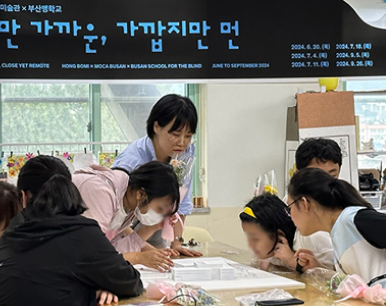 미술관 × 부산맹학교
만 가까운, 가깝지만 먼
2024. 6. 20. (목) 2024. 7. 18. (목)
2024. 7. 4. (목) 2024. 9. 5. (목)
2024. 7. 11. (목) 2024. 9. 26. (목)
CLOSE YET REMOTE HONG BOMI × MOCA BUSAN × BUSAN SCHOOL FOR THE BLIND JUNE TO SEPTEMBER 2024